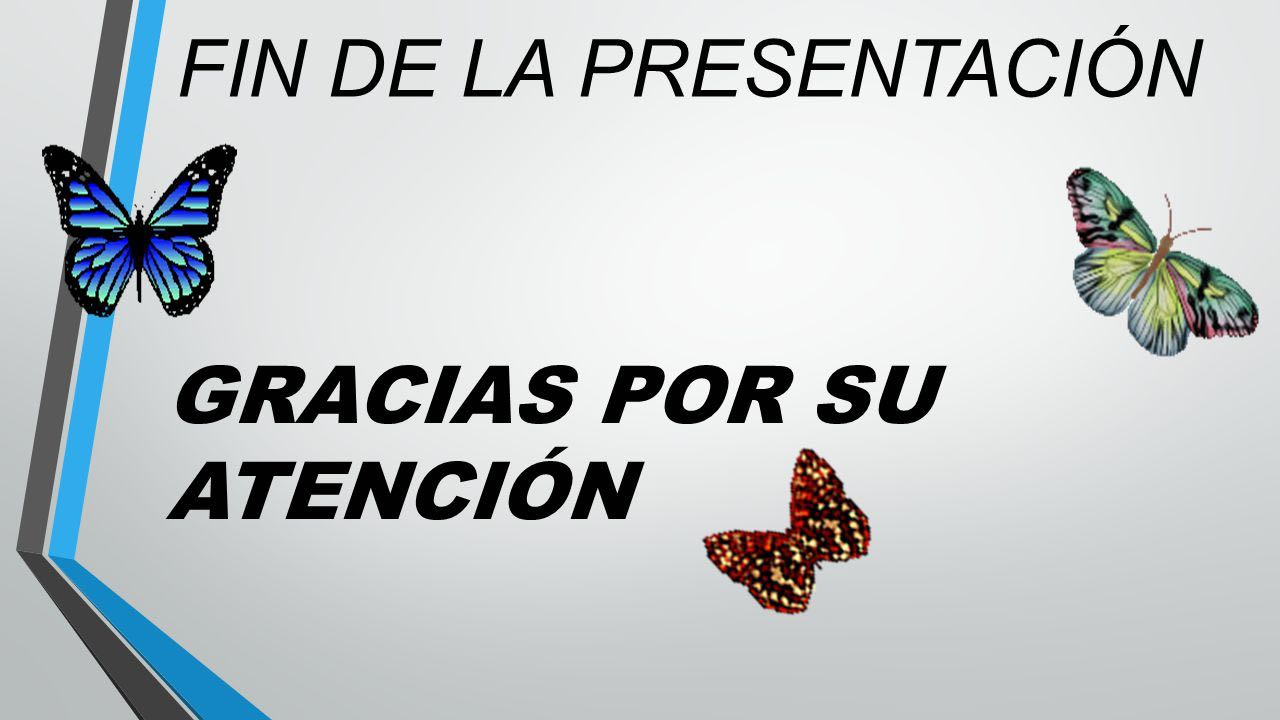 FIN DE LA PRESENTACIÓN
GRACIAS POR SU
ATENCIÓN